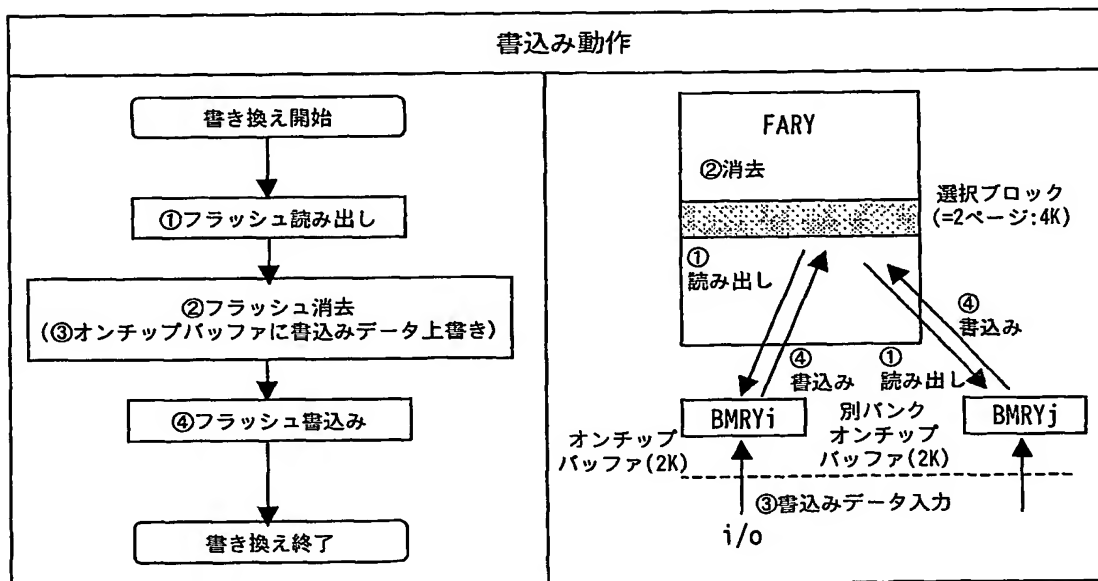 書込み動作
書き換え開始
①フラッシュ読み出し
②フラッシュ消去
(③オンチップバッファに書込みデータ上書き)
④フラッシュ書込み
書き換え終了
FARY
②消去
選択ブロック
(=2ページ:4K)
①
読み出し
④
書込み
④
書込み
①
読み出し
BMRYi
別バンク
オンチップ
バッファ(2K)
BMRYj
オンチップ
バッファ(2K)
③書込みデータ入力
i/o